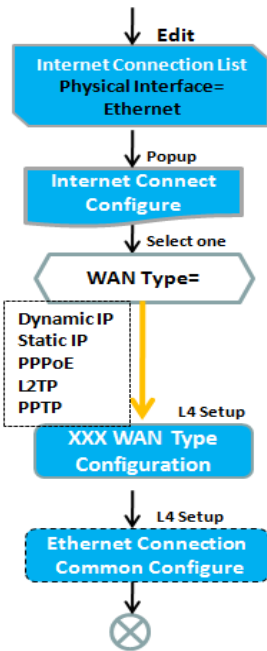 Edit
Internet Connection List
Physical Interface=
Ethernet
Popup
Internet Connect
Configure
Select one
WAN Type=
Dynamic IP
Static IP
PPPoE
L2TP
PPTP
L4 Setup
XXX WAN Type
Configuration
L4 Setup
Ethernet Connection
Common Configure